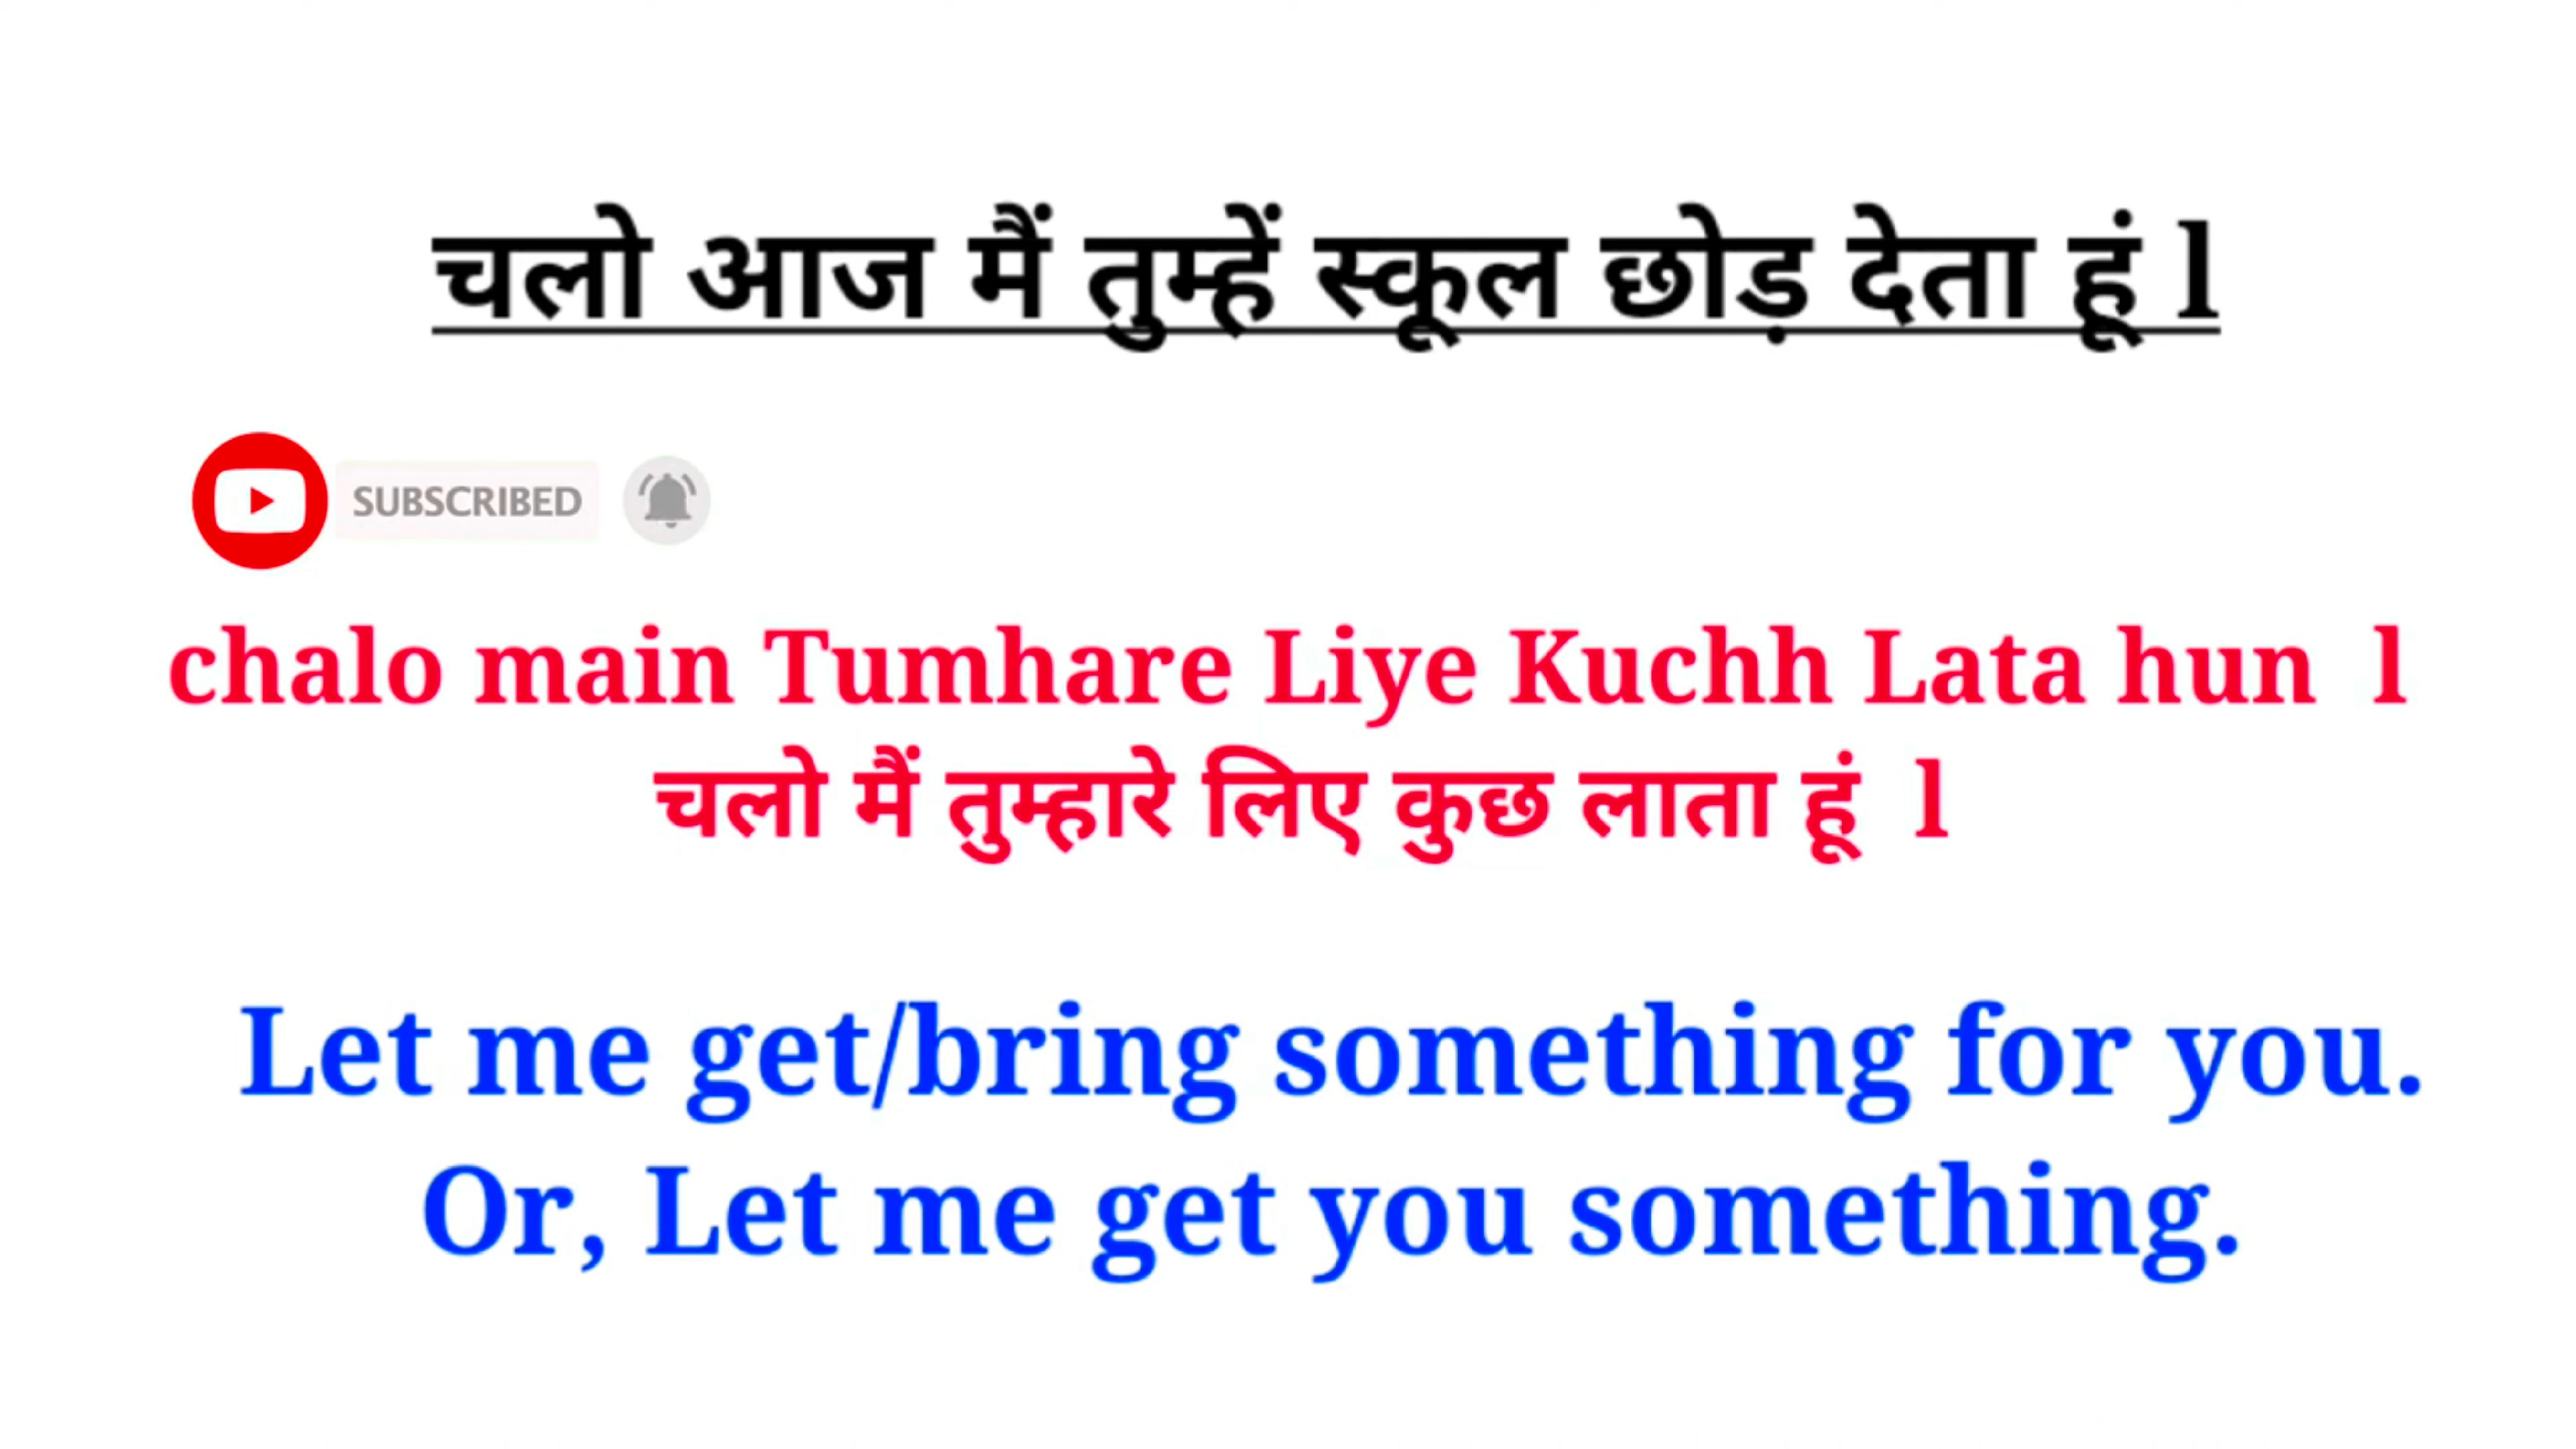 चलो आज मैं तुम्हें स्कूल छोड़ देता हूं l
SUBSCRIBED
chalo main Tumhare Liye Kuchh Lata hun l
चलो मैं तुम्हारे लिए कुछ लाता हूं l
Let me get/bring something for you.
Or, Let me get you something.